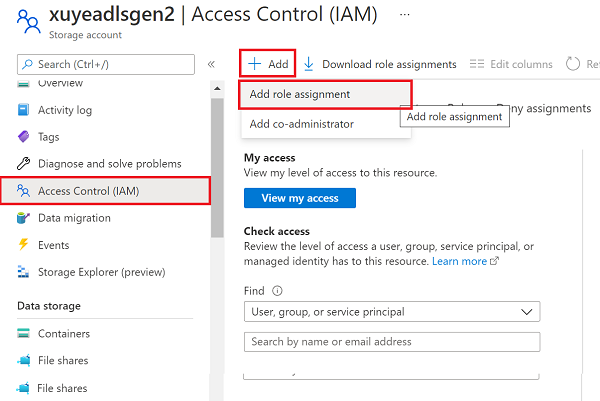 xuyeadlsgen2 | Access Control (IAM) ...
Storage account
Search (Ctrl+/)
«
Add
Download role assignments
Edit columns
Overview
Activity log
Tags
Diagnose and solve problems
Access Control (IAM)
Data migration
Events
Storage Explorer (preview)
Data storage
Containers
File shares
File shares
Add role assignment
Add co-administrator
Deny assignments
Add role assignment
My access
View my level of access to this resource.
View my access
Check access
Review the level of access a user, group, service principal, or
managed identity has to this resource. Learn more
Find
User, group, or service principal
Search by name or email address